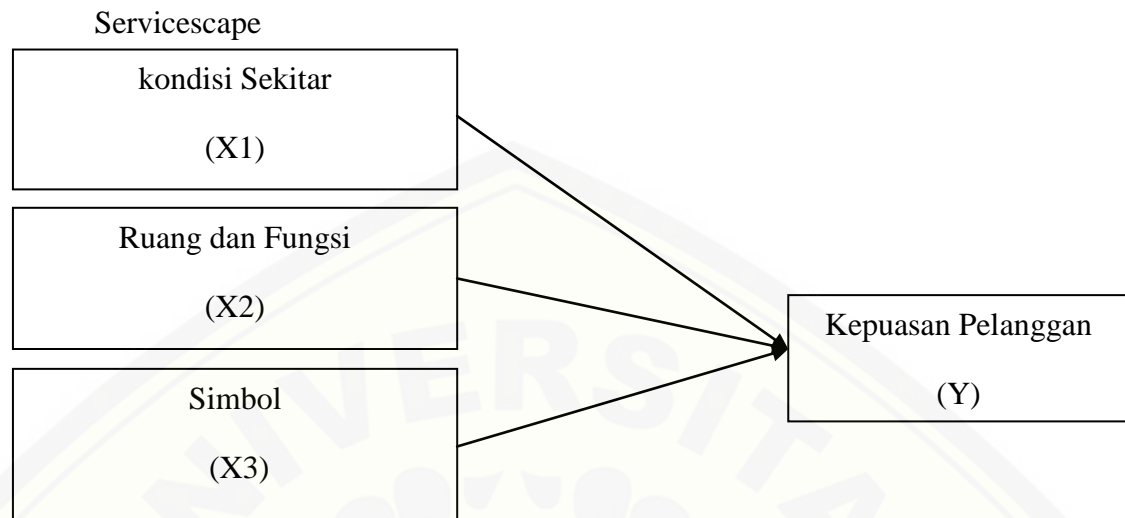 Servicescape
kondisi Sekitar
(X1)
Ruang dan Fungsi
(X2)
Simbol
(X3)
Kepuasan Pelanggan
(Y)